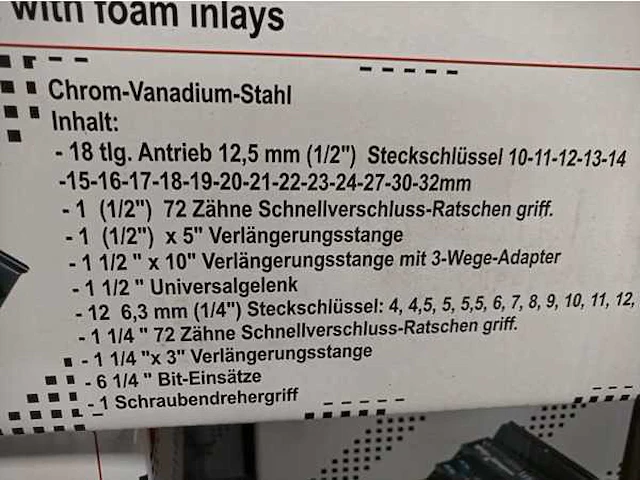 with foam inlays
Chrom-Vanadium-Stahl
Inhalt:
- 18 tlg. Antrieb 12,5 mm (1/2") Steckschlüssel 10-11-12-13-14
-15-16-17-18-19-20-21-22-23-24-27-30-32mm
- 1 (1/2") 72 Zähne Schnellverschluss-Ratschen griff.
- 1 (1/2") x 5" Verlängerungsstange
- 1 1/2 " x 10" Verlängerungsstange mit 3-Wege-Adapter
- 1 1/2 " Universalgelenk
- 12 6,3 mm (1/4") Steckschlüssel: 4, 4,5, 5, 5,5, 6, 7, 8, 9, 10, 11, 12,
- 1 1/4 " 72 Zähne Schnellverschluss-Ratschen griff.
- 1 1/4 "x 3" Verlängerungsstange
- 6 1/4 " Bit-Einsätze
- 1 Schraubendrehergriff